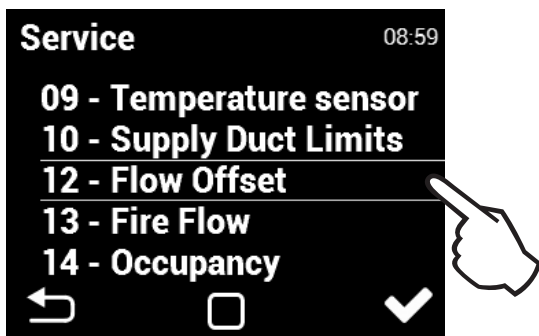 Service 08:59
09 - Temperature sensor
10 - Supply Duct Limits
12 - Flow Offset
13 - Fire Flow
14 - Occupancy